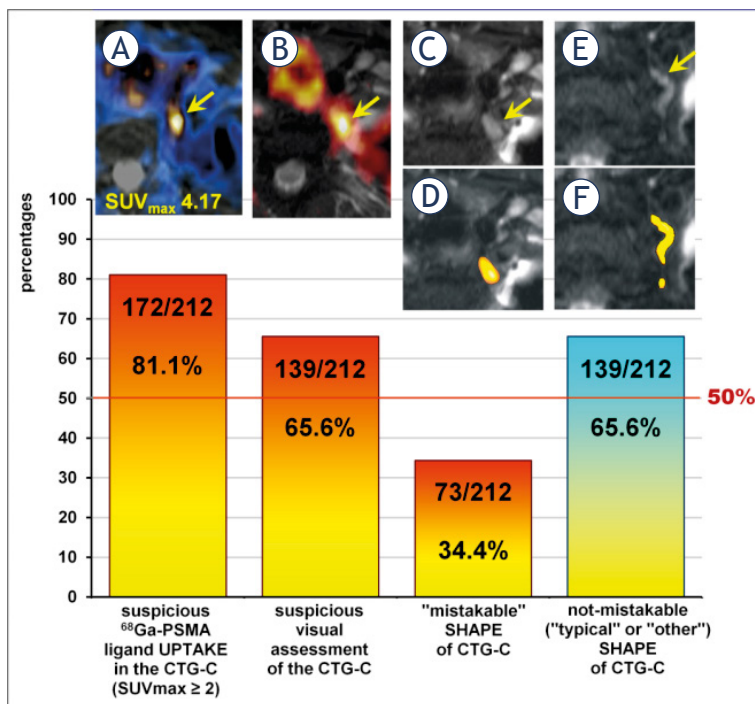 A
B
C
E
SUVmax 4.17
D
F
percentages
100
90
80
70
60
50
40
30
20
10
0
172/212
81.1%
139/212
65.6%
73/212
34.4%
139/212
65.6%
50%
suspicious
⁶⁸Ga-PSMA
ligand UPTAKE
in the CTG-C
(SUVmax ≥ 2)
suspicious
visual
assessment
of the CTG-C
"mistakable"
SHAPE
of CTG-C
not-mistakable
("typical" or "other")
SHAPE
of CTG-C